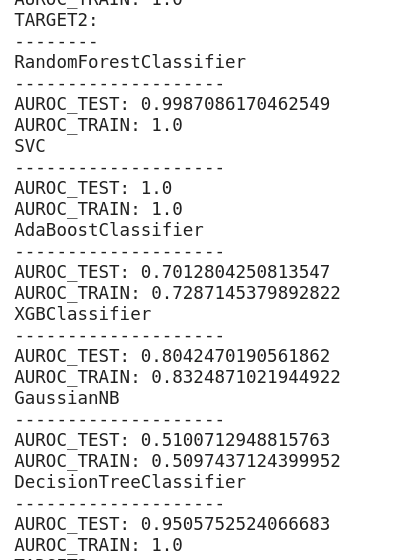 AUROC_TRAIN: 1.0
TARGET2:
--------
RandomForestClassifier
--------------------
AUROC_TEST: 0.9987086170462549
AUROC_TRAIN: 1.0
SVC
--------------------
AUROC_TEST: 1.0
AUROC_TRAIN: 1.0
AdaBoostClassifier
--------------------
AUROC_TEST: 0.7012804250813547
AUROC_TRAIN: 0.7287145379892822
XGBClassifier
--------------------
AUROC_TEST: 0.8042470190561862
AUROC_TRAIN: 0.8324871021944922
GaussianNB
--------------------
AUROC_TEST: 0.5100712948815763
AUROC_TRAIN: 0.5097437124399952
DecisionTreeClassifier
--------------------
AUROC_TEST: 0.9505752524066683
AUROC_TRAIN: 1.0